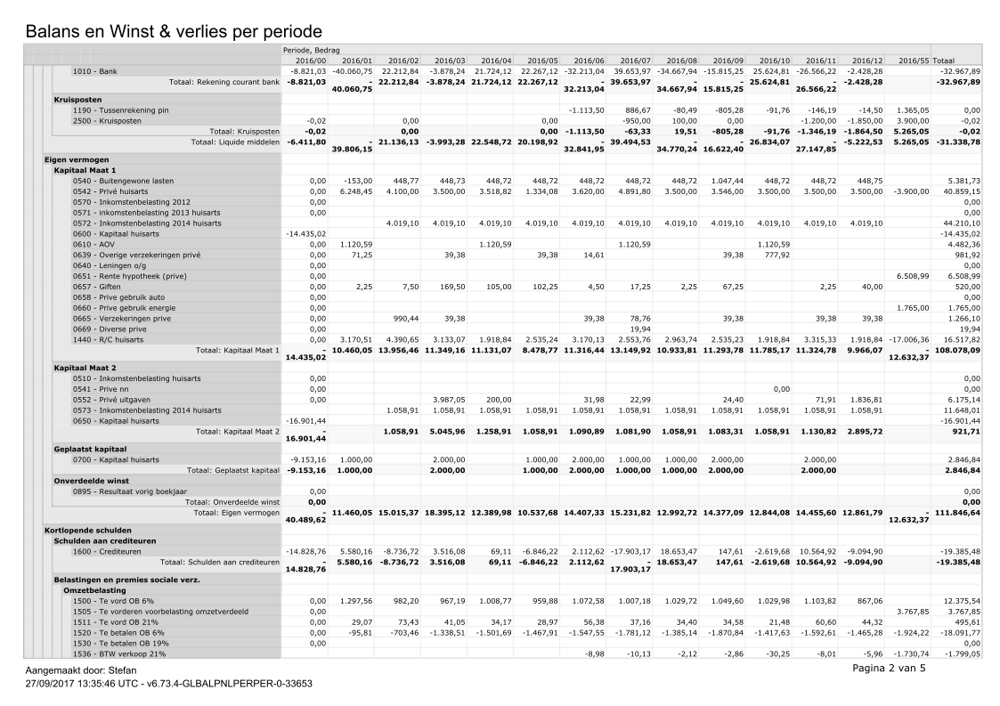 Balans en Winst & verlies per periode
Periode, Bedrag
2016/00 2016/01 2016/02 2016/03 2016/04 2016/05 2016/06 2016/07 2016/08 2016/09 2016/10 2016/11 2016/12 2016/55 Totaal
1010 - Bank -8.821,03 -40.060,75 22.212,84 -3.878,24 21.724,12 22.267,12 -32.213,04 39.653,97 -34.667,94 -15.815,25 25.624,81 -26.566,22 -2.428,28 -32.967,89
Totaal: Rekening courant bank -8.821,03 -40.060,75 22.212,84 -3.878,24 21.724,12 22.267,12 -32.213,04 39.653,97 -34.667,94 -15.815,25 25.624,81 -26.566,22 -2.428,28 -32.967,89
Kruisposten
1190 - Tussenrekening pin -1.113,50 886,67 -80,49 -805,28 -91,76 -146,19 -14,50 1.365,05 0,00
2500 - Kruisposten -0,02 0,00 0,00 -950,00 100,00 0,00 -1.200,00 -1.850,00 3.900,00 -0,02
Totaal: Kruisposten -0,02 0,00 0,00 -1.113,50 -63,33 19,51 -805,28 -91,76 -1.346,19 -1.864,50 5.265,05 -0,02
Totaal: Liquide middelen -6.411,80 -39.806,15 21.136,13 -3.993,28 22.548,72 20.198,92 -32.841,95 39.494,53 -34.770,24 -16.622,40 26.834,07 -27.147,85 -5.222,53 5.265,05 -31.338,78
Eigen vermogen
Kapitaal Maat 1
0540 - Buitengewone lasten 0,00 -153,00 448,77 448,73 448,72 448,72 448,72 448,72 448,72 1.047,44 448,72 448,72 448,75 5.381,73
0542 - Privé huisarts 0,00 6.248,45 4.100,00 3.500,00 3.518,82 1.334,08 3.620,00 4.891,80 3.500,00 3.546,00 3.500,00 3.500,00 3.500,00 -3.900,00 40.859,15
0570 - Inkomstenbelasting 2012 0,00 0,00
0571 - inkomstenbelasting 2013 huisarts 0,00 0,00
0572 - Inkomstenbelasting 2014 huisarts 4.019,10 4.019,10 4.019,10 4.019,10 4.019,10 4.019,10 4.019,10 4.019,10 4.019,10 4.019,10 4.019,10 44.210,10
0600 - Kapitaal huisarts -14.435,02 -14.435,02
0610 - AOV 0,00 1.120,59 1.120,59 1.120,59 1.120,59 4.482,36
0639 - Overige verzekeringen privé 0,00 71,25 39,38 39,38 14,61 39,38 777,92 981,92
0640 - Leningen o/g 0,00 0,00
0651 - Rente hypotheek (prive) 0,00 6.508,99 6.508,99
0657 - Giften 0,00 2,25 7,50 169,50 105,00 102,25 4,50 17,25 2,25 67,25 2,25 40,00 520,00
0658 - Prive gebruik auto 0,00 0,00
0660 - Prive gebruik energie 0,00 1.765,00 1.765,00
0665 - Verzekeringen prive 0,00 990,44 39,38 39,38 78,76 39,38 39,38 39,38 1.266,10
0669 - Diverse prive 0,00 19,94 19,94
1440 - R/C huisarts 0,00 3.170,51 4.390,65 3.133,07 1.918,84 2.535,24 3.170,13 2.553,76 2.963,74 2.535,23 1.918,84 3.315,33 1.918,84 -17.006,36 16.517,82
Totaal: Kapitaal Maat 1 -14.435,02 10.460,05 13.956,46 11.349,16 11.131,07 8.478,77 11.316,44 13.149,92 10.933,81 11.293,78 11.785,17 11.324,78 9.966,07 -12.632,37 108.078,09
Kapitaal Maat 2
0510 - Inkomstenbelasting huisarts 0,00 0,00
0541 - Prive nn 0,00 0,00 0,00
0552 - Privé uitgaven 0,00 3.987,05 200,00 31,98 22,99 24,40 71,91 1.836,81 6.175,14
0573 - Inkomstenbelasting 2014 huisarts 1.058,91 1.058,91 1.058,91 1.058,91 1.058,91 1.058,91 1.058,91 1.058,91 1.058,91 1.058,91 1.058,91 11.648,01
0650 - Kapitaal huisarts -16.901,44 -16.901,44
Totaal: Kapitaal Maat 2 -16.901,44 1.058,91 5.045,96 1.258,91 1.058,91 1.090,89 1.081,90 1.058,91 1.083,31 1.058,91 1.130,82 2.895,72 921,71
Geplaatst kapitaal
0700 - Kapitaal huisarts -9.153,16 1.000,00 2.000,00 1.000,00 2.000,00 1.000,00 1.000,00 2.000,00 2.000,00 2.846,84
Totaal: Geplaatst kapitaal -9.153,16 1.000,00 2.000,00 1.000,00 2.000,00 1.000,00 1.000,00 2.000,00 2.000,00 2.846,84
Onverdeelde winst
0895 - Resultaat vorig boekjaar 0,00 0,00
Totaal: Onverdeelde winst 0,00 0,00
Totaal: Eigen vermogen -40.489,62 11.460,05 15.015,37 18.395,12 12.389,98 10.537,68 14.407,33 15.231,82 12.992,72 14.377,09 12.844,08 14.455,60 12.861,79 -12.632,37 111.846,64
Kortlopende schulden
Schulden aan crediteuren
1600 - Crediteuren -14.828,76 5.580,16 -8.736,72 3.516,08 69,11 -6.846,22 2.112,62 -17.903,17 18.653,47 147,61 -2.619,68 10.564,92 -9.094,90 -19.385,48
Totaal: Schulden aan crediteuren -14.828,76 5.580,16 -8.736,72 3.516,08 69,11 -6.846,22 2.112,62 -17.903,17 18.653,47 147,61 -2.619,68 10.564,92 -9.094,90 -19.385,48
Belastingen en premies sociale verz.
Omzetbelasting
1500 - Te vord OB 6% 0,00 1.297,56 982,20 967,19 1.008,77 959,88 1.072,58 1.007,18 1.029,72 1.049,60 1.029,98 1.103,82 867,06 12.375,54
1505 - Te vorderen voorbelasting omzetverdeeld 0,00 3.767,85 3.767,85
1511 - Te vord OB 21% 0,00 29,07 73,43 41,05 34,17 28,97 56,38 37,16 34,40 34,58 21,48 60,60 44,32 495,61
1520 - Te betalen OB 6% 0,00 -95,81 -703,46 -1.338,51 -1.501,69 -1.467,91 -1.547,55 -1.781,12 -1.385,14 -1.870,84 -1.417,63 -1.592,61 -1.465,28 -1.924,22 -18.091,77
1530 - Te betalen OB 19% 0,00 0,00
1536 - BTW verkoop 21% -8,98 -10,13 -2,12 -2,86 -30,25 -8,01 -5,96 -1.730,74 -1.799,05
Aangemaakt door: Stefan
Pagina 2 van 5
27/09/2017 13:35:46 UTC - v6.73.4-GLBALPNLPERPER-0-33653